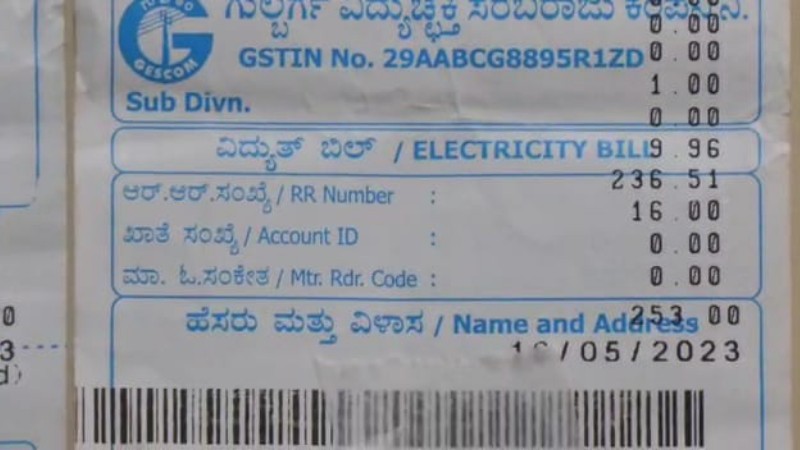 ಗುಲ್ಬರ್ಗ ವಿದ್ಯುಚ್ಛಕ್ತಿ ಸರಬರಾಜು
0.00
GESCOM
GSTIN No. 29AABCG8895R1ZD
0.00
1.00
Sub Divn.
0.00
ವಿದ್ಯುತ್ ಬಿಲ್ / ELECTRICITY BILL
9.96
236.51
ಆರ್.ಆರ್.ಸಂಖ್ಯೆ / RR Number :
16.00
ಖಾತೆ ಸಂಖ್ಯೆ / Account ID :
0.00
ಮಾ. ಓ.ಸಂಕೇತ / Mtr. Rdr. Code :
0.00
253.00
ಹೆಸರು ಮತ್ತು ವಿಳಾಸ / Name and Address
/05/2023
0
3
d)